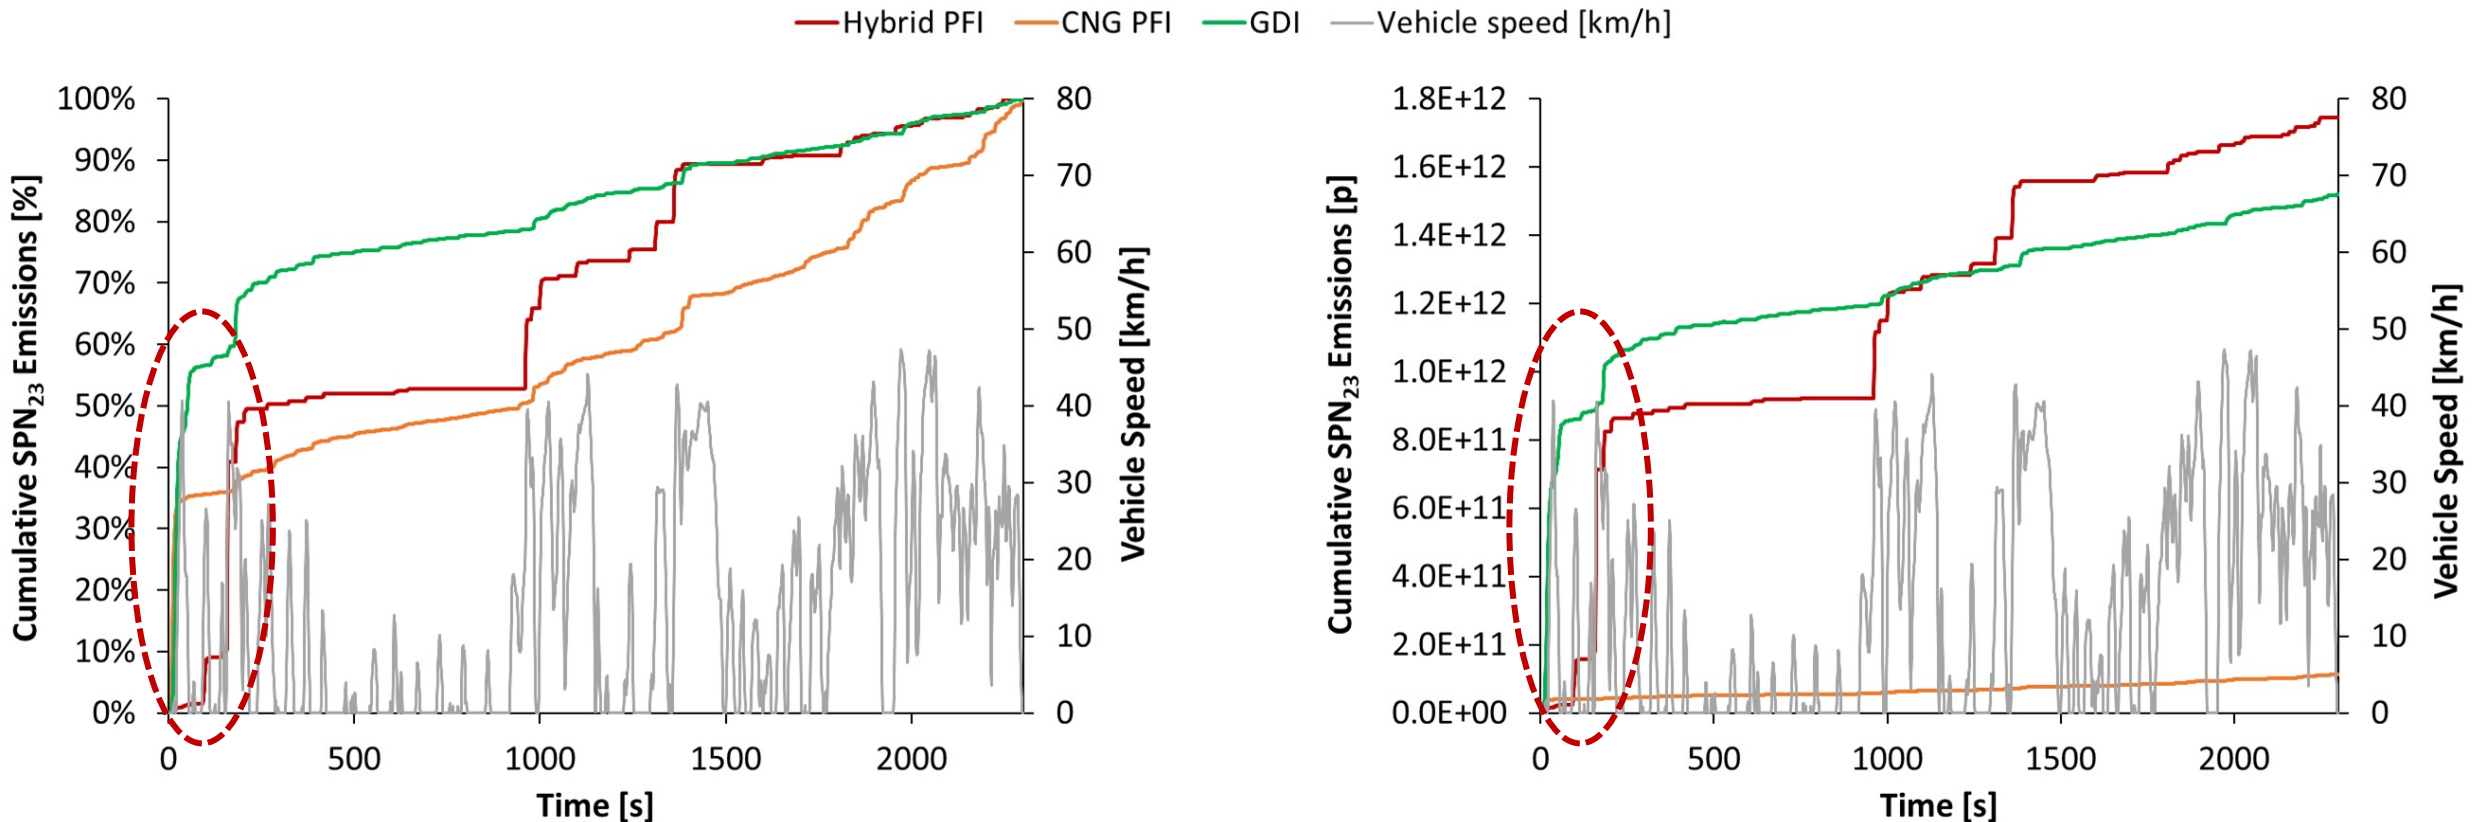 Hybrid PFI CNG PFI GDI Vehicle speed [km/h]
Cumulative SPN23 Emissions [%]
100%
90%
80%
70%
60%
50%
40%
30%
20%
10%
0%
80
70
60
50
40
30
20
10
0
Vehicle Speed [km/h]
0 500 1000 1500 2000
Time [s]
Cumulative SPN23 Emissions [p]
1.8E+12
1.6E+12
1.4E+12
1.2E+12
1.0E+12
8.0E+11
6.0E+11
4.0E+11
2.0E+11
0.0E+00
80
70
60
50
40
30
20
10
0
Vehicle Speed [km/h]
0 500 1000 1500 2000
Time [s]